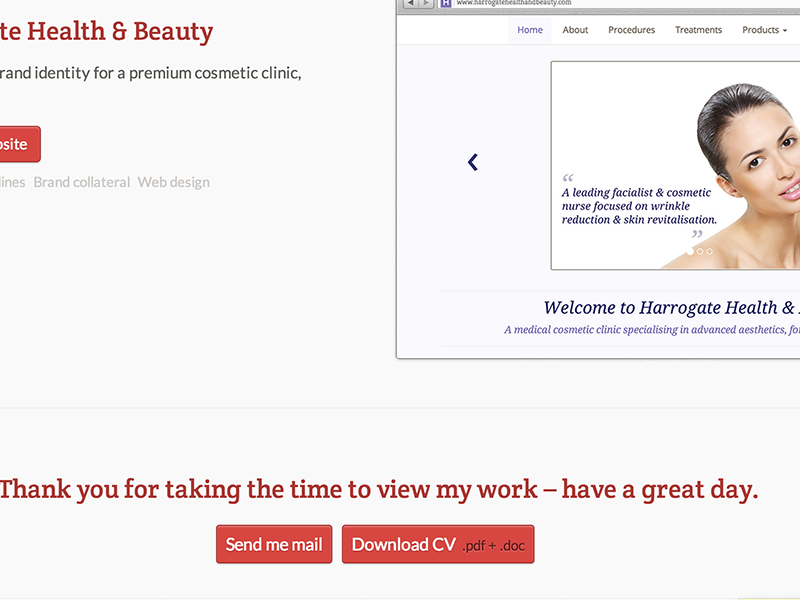 te Health & Beauty
rand identity for a premium cosmetic clinic,
site
lines Brand collateral Web design
www.harrogatehealthandbeauty.com
Home About Procedures Treatments Products
“
A leading facialist & cosmetic
nurse focused on wrinkle
reduction & skin revitalisation.
”
Welcome to Harrogate Health &
A medical cosmetic clinic specialising in advanced aesthetics, fo
Thank you for taking the time to view my work – have a great day.
Send me mail Download CV .pdf + .doc